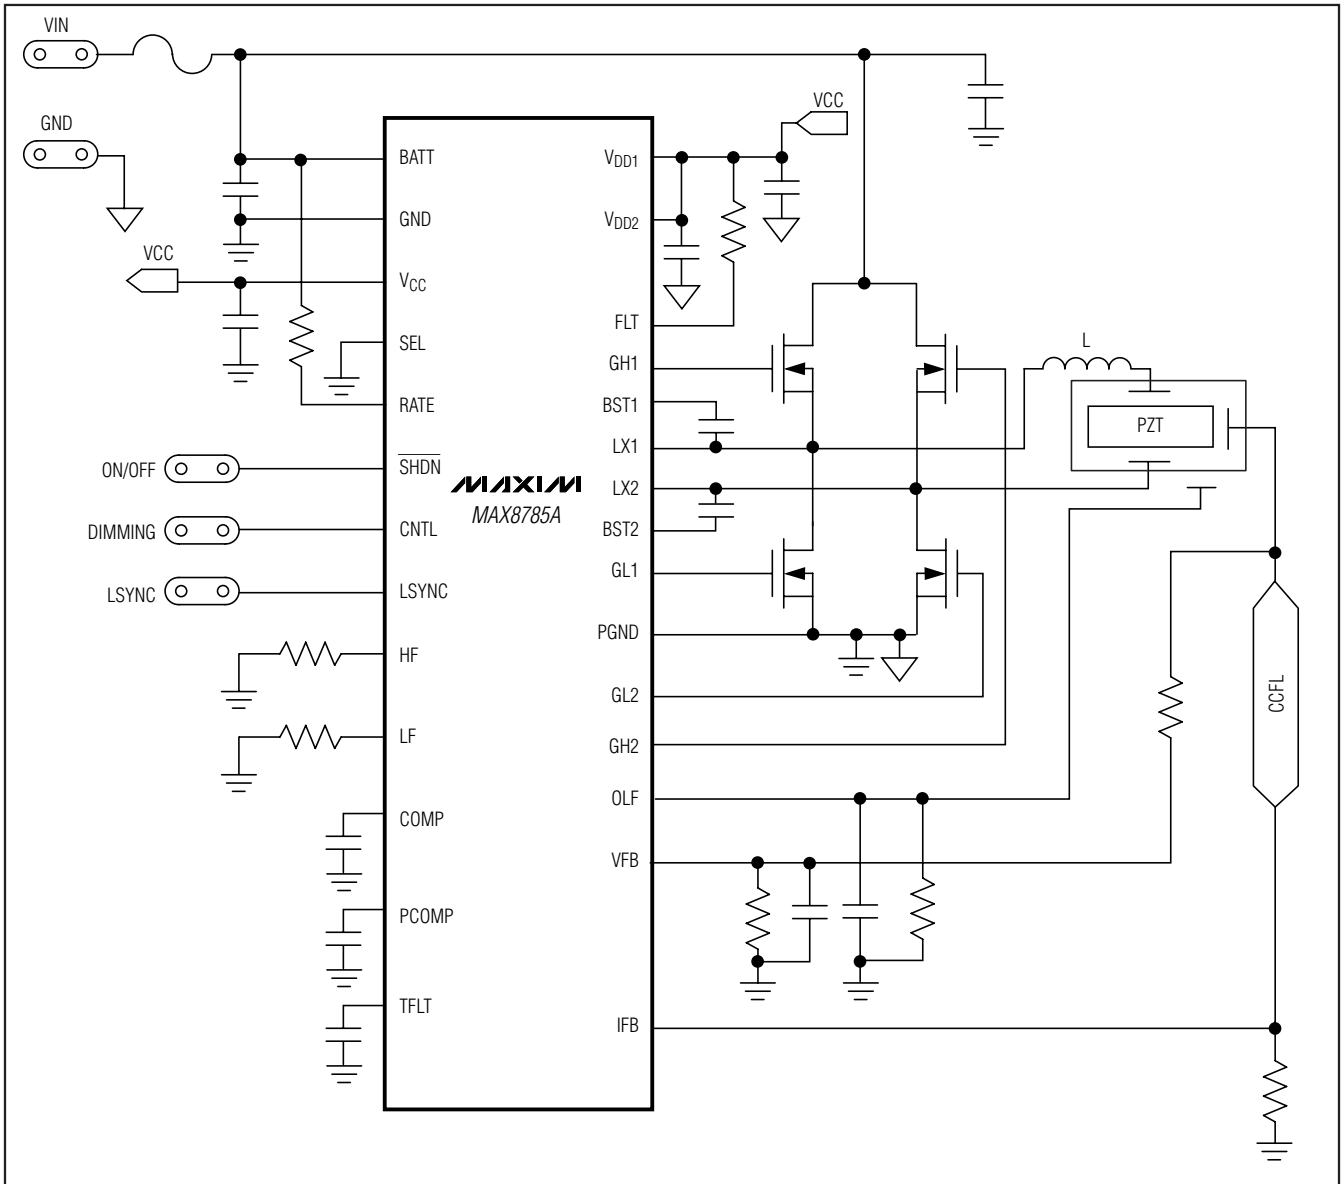 VIN
GND
VCC
ON/OFF
DIMMING
LSYNC
BATT
GND
VCC
SEL
RATE
SHDN
CNTL
LSYNC
HF
LF
COMP
PCOMP
TFLT
MAXIM
MAX8785A
VDD1
VDD2
FLT
GH1
BST1
LX1
LX2
BST2
GL1
PGND
GL2
GH2
OLF
VFB
IFB
VCC
L
PZT
CCFL